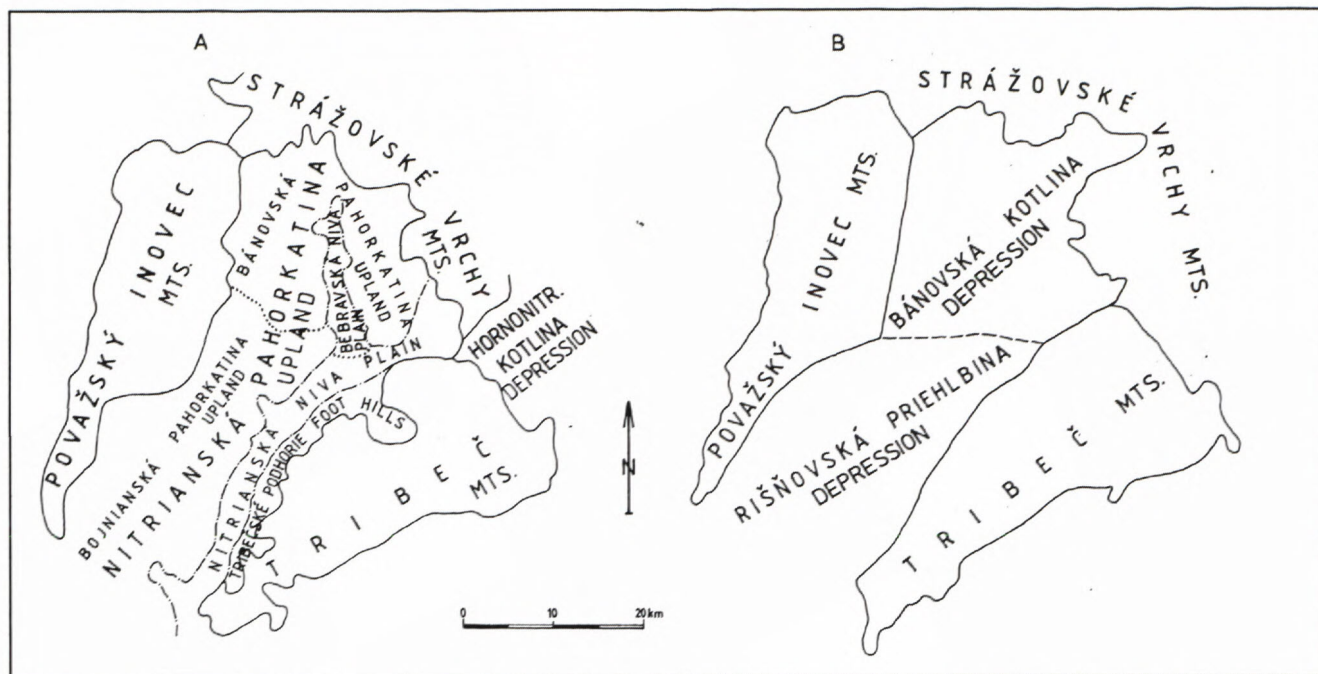 A
STRÁŽOVSKÉ
VRCHY
MTS.
POVAŽSKÝ
INOVEC
MTS.
BÁNOVSKÁ
PAHORKATINA
UPLAND
BEBRAVSKÁ NIVA
PLAIN
PAHORKATINA
UPLAND
HORNONITR.
KOTLINA
DEPRESSION
BOJNIANSKÁ
PAHORKATINA
UPLAND
NITRIANSKÁ
NITRIANSKÁ NIVA PLAIN
TRIBEČSKÉ PODHORIE FOOT HILLS
TRIBEČ
MTS.
N
0 10 20 km
B
STRÁŽOVSKÉ
VRCHY MTS.
POVAŽSKÝ
INOVEC MTS.
BÁNOVSKÁ KOTLINA
DEPRESSION
RIŠŇOVSKÁ PRIEHLBINA
DEPRESSION
TRIBEČ MTS.